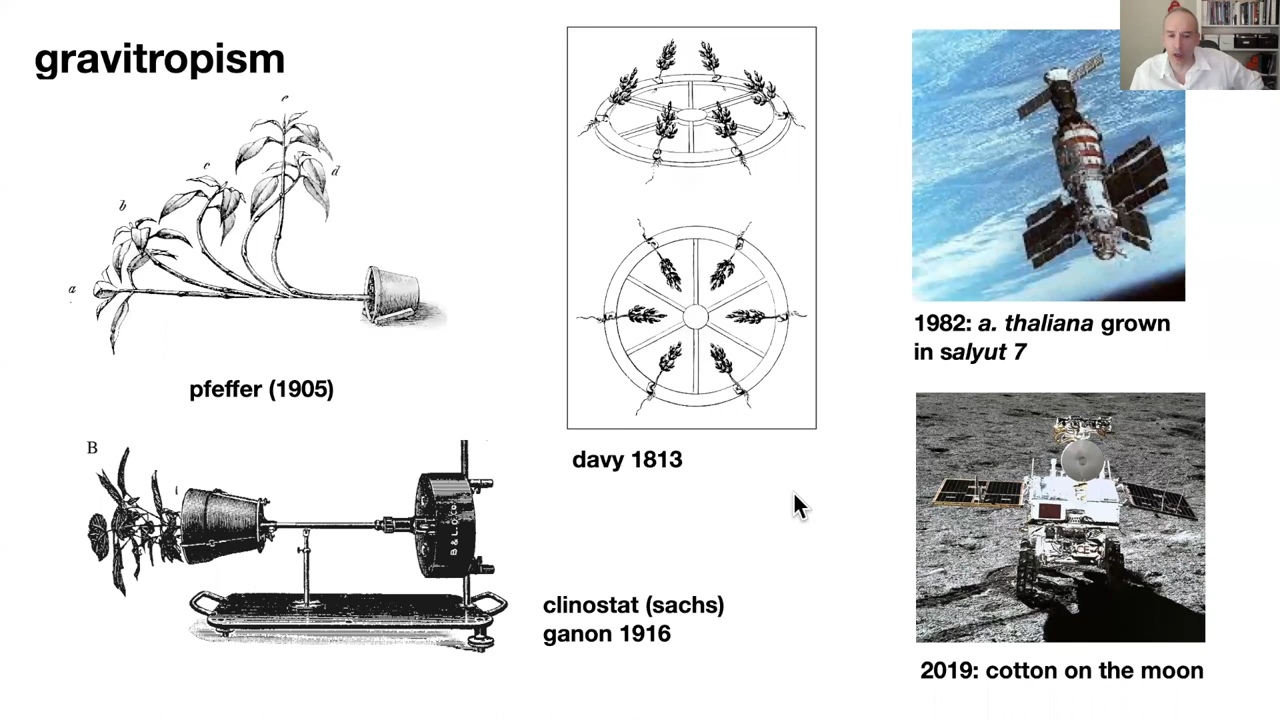 gravitropism
e
c
d
b
a
pfeffer (1905)
B
B & L.O.Co.
clinostat (sachs)
ganon 1916
davy 1813
1982: a. thaliana grown
in salyut 7
2019: cotton on the moon